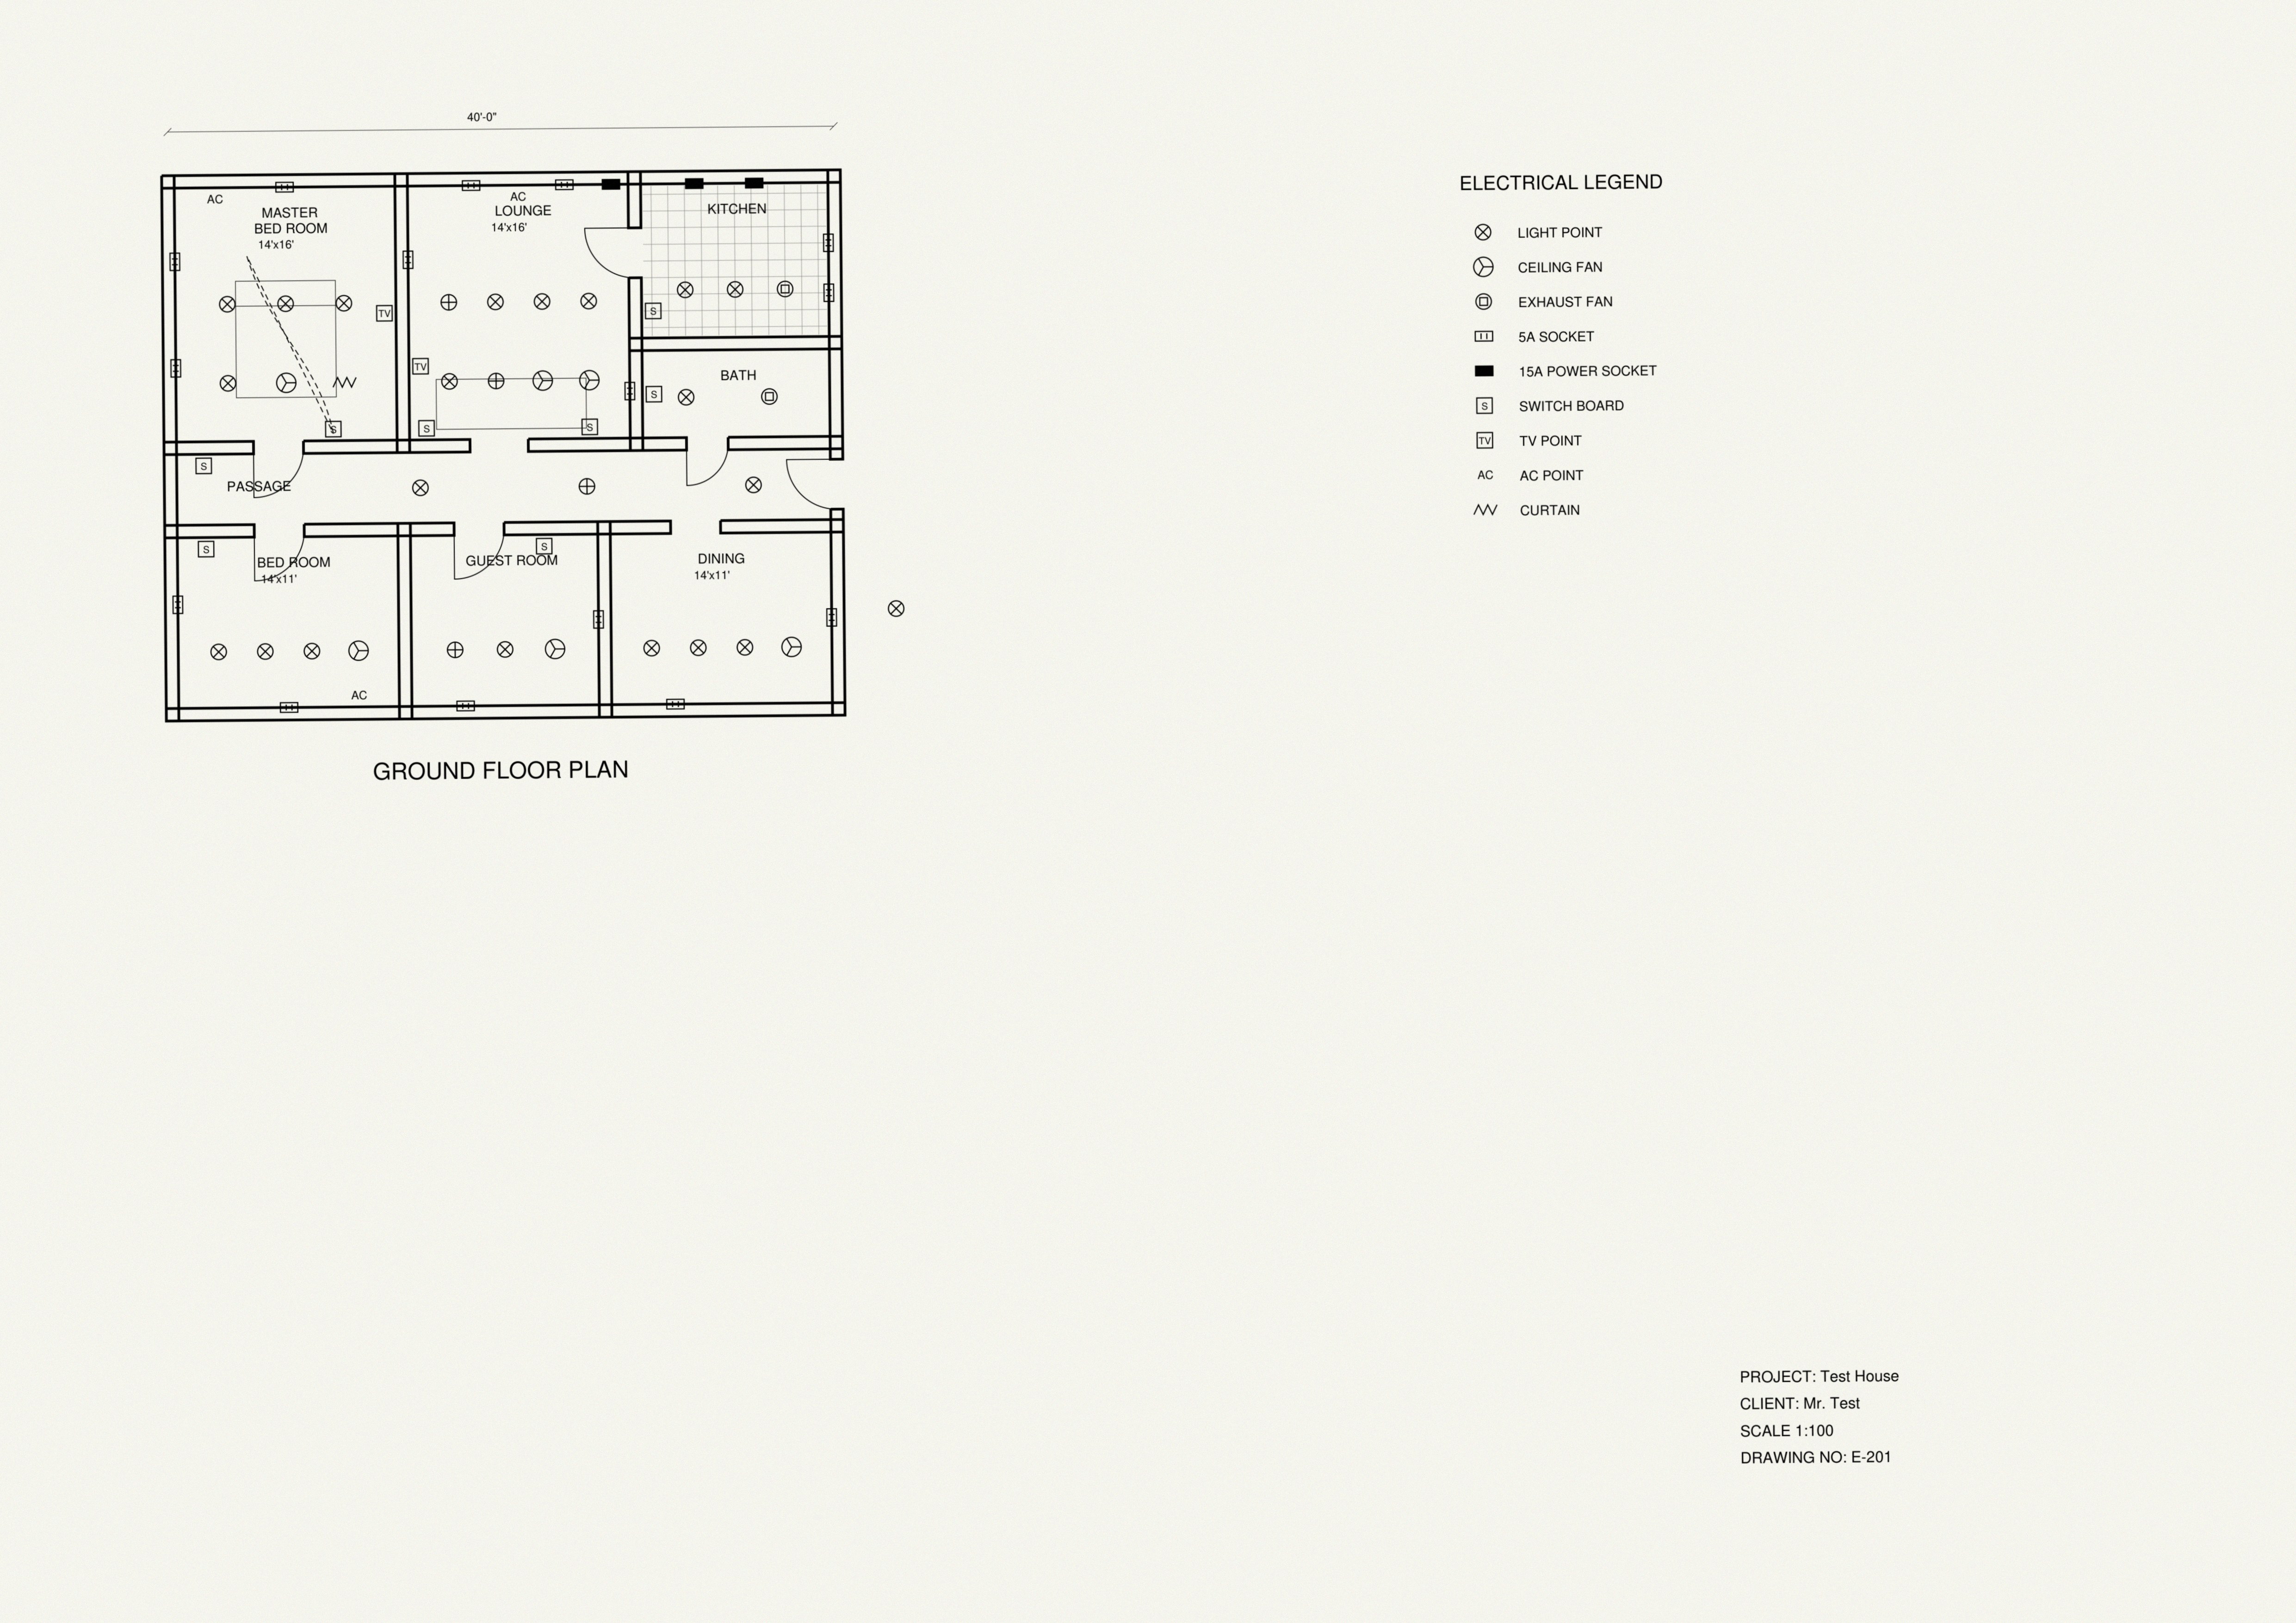 40'-0"
AC
MASTER
BED ROOM
14'x16'
TV
S
AC
LOUNGE
14'x16'
TV
S
S
KITCHEN
S
BATH
S
S
PASSAGE
S
BED ROOM
14'x11'
AC
S
GUEST ROOM
DINING
14'x11'
GROUND FLOOR PLAN
ELECTRICAL LEGEND
LIGHT POINT
CEILING FAN
EXHAUST FAN
5A SOCKET
15A POWER SOCKET
S SWITCH BOARD
TV TV POINT
AC AC POINT
CURTAIN
PROJECT: Test House
CLIENT: Mr. Test
SCALE 1:100
DRAWING NO: E-201